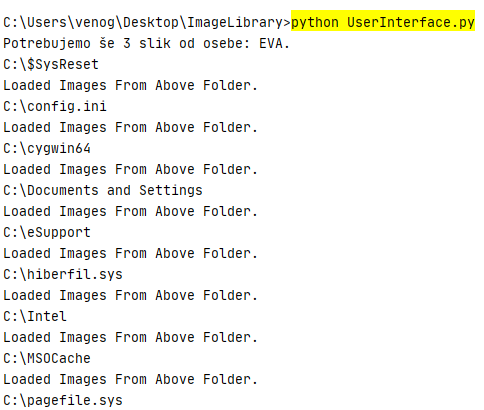 C:\Users\venog\Desktop\ImageLibrary>python UserInterface.py
Potrebujemo še 3 slik od osebe: EVA.
C:\$SysReset
Loaded Images From Above Folder.
C:\config.ini
Loaded Images From Above Folder.
C:\cygwin64
Loaded Images From Above Folder.
C:\Documents and Settings
Loaded Images From Above Folder.
C:\eSupport
Loaded Images From Above Folder.
C:\hiberfil.sys
Loaded Images From Above Folder.
C:\Intel
Loaded Images From Above Folder.
C:\MSOCache
Loaded Images From Above Folder.
C:\pagefile.sys